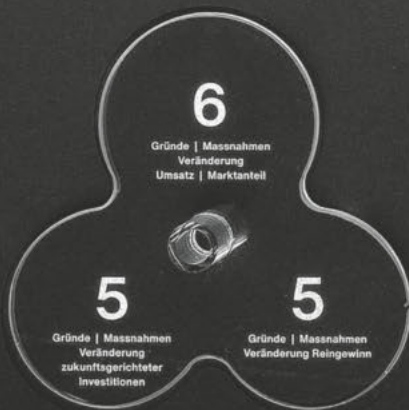 6
Gründe | Massnahmen
Veränderung
Umsatz | Marktanteil
5
Gründe | Massnahmen
Veränderung
zukunftsgerichteter
Investitionen
5
Gründe | Massnahmen
Veränderung Reingewinn